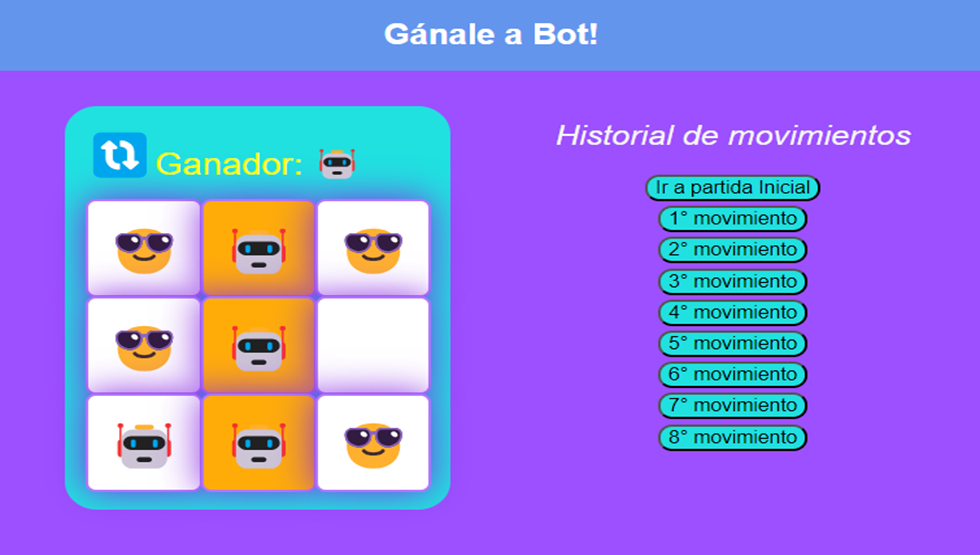 Gánale a Bot!
Ganador:
Historial de movimientos
Ir a partida Inicial
1° movimiento
2° movimiento
3° movimiento
4° movimiento
5° movimiento
6° movimiento
7° movimiento
8° movimiento